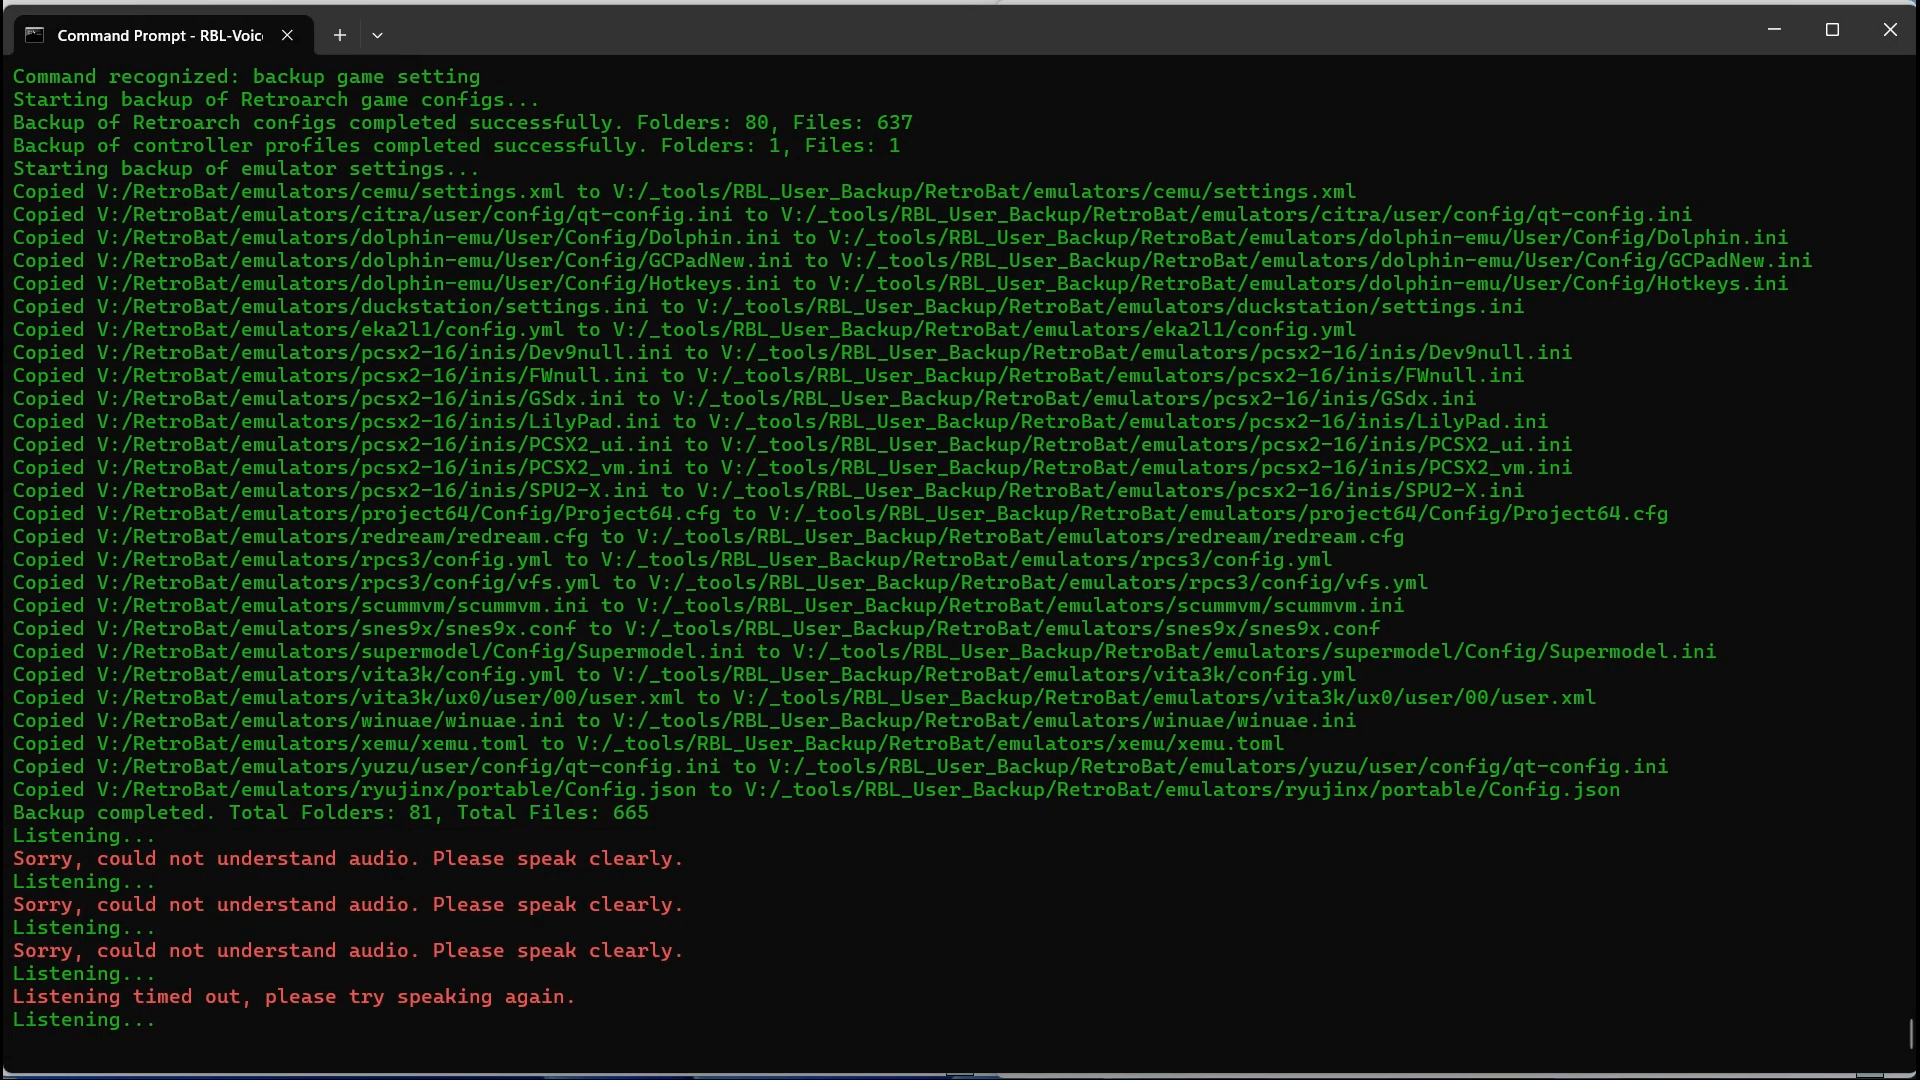 Command Prompt - RBL-Voic
Command recognized: backup game setting
Starting backup of Retroarch game configs...
Backup of Retroarch configs completed successfully. Folders: 80, Files: 637
Backup of controller profiles completed successfully. Folders: 1, Files: 1
Starting backup of emulator settings...
Copied V:/RetroBat/emulators/cemu/settings.xml to V:/_tools/RBL_User_Backup/RetroBat/emulators/cemu/settings.xml
Copied V:/RetroBat/emulators/citra/user/config/qt-config.ini to V:/_tools/RBL_User_Backup/RetroBat/emulators/citra/user/config/qt-config.ini
Copied V:/RetroBat/emulators/dolphin-emu/User/Config/Dolphin.ini to V:/_tools/RBL_User_Backup/RetroBat/emulators/dolphin-emu/User/Config/Dolphin.ini
Copied V:/RetroBat/emulators/dolphin-emu/User/Config/GCPadNew.ini to V:/_tools/RBL_User_Backup/RetroBat/emulators/dolphin-emu/User/Config/GCPadNew.ini
Copied V:/RetroBat/emulators/dolphin-emu/User/Config/Hotkeys.ini to V:/_tools/RBL_User_Backup/RetroBat/emulators/dolphin-emu/User/Config/Hotkeys.ini
Copied V:/RetroBat/emulators/duckstation/settings.ini to V:/_tools/RBL_User_Backup/RetroBat/emulators/duckstation/settings.ini
Copied V:/RetroBat/emulators/eka2l1/config.yml to V:/_tools/RBL_User_Backup/RetroBat/emulators/eka2l1/config.yml
Copied V:/RetroBat/emulators/pcsx2-16/inis/Dev9null.ini to V:/_tools/RBL_User_Backup/RetroBat/emulators/pcsx2-16/inis/Dev9null.ini
Copied V:/RetroBat/emulators/pcsx2-16/inis/FWnull.ini to V:/_tools/RBL_User_Backup/RetroBat/emulators/pcsx2-16/inis/FWnull.ini
Copied V:/RetroBat/emulators/pcsx2-16/inis/GSdx.ini to V:/_tools/RBL_User_Backup/RetroBat/emulators/pcsx2-16/inis/GSdx.ini
Copied V:/RetroBat/emulators/pcsx2-16/inis/LilyPad.ini to V:/_tools/RBL_User_Backup/RetroBat/emulators/pcsx2-16/inis/LilyPad.ini
Copied V:/RetroBat/emulators/pcsx2-16/inis/PCSX2_ui.ini to V:/_tools/RBL_User_Backup/RetroBat/emulators/pcsx2-16/inis/PCSX2_ui.ini
Copied V:/RetroBat/emulators/pcsx2-16/inis/PCSX2_vm.ini to V:/_tools/RBL_User_Backup/RetroBat/emulators/pcsx2-16/inis/PCSX2_vm.ini
Copied V:/RetroBat/emulators/pcsx2-16/inis/SPU2-X.ini to V:/_tools/RBL_User_Backup/RetroBat/emulators/pcsx2-16/inis/SPU2-X.ini
Copied V:/RetroBat/emulators/project64/Config/Project64.cfg to V:/_tools/RBL_User_Backup/RetroBat/emulators/project64/Config/Project64.cfg
Copied V:/RetroBat/emulators/redream/redream.cfg to V:/_tools/RBL_User_Backup/RetroBat/emulators/redream/redream.cfg
Copied V:/RetroBat/emulators/rpcs3/config.yml to V:/_tools/RBL_User_Backup/RetroBat/emulators/rpcs3/config.yml
Copied V:/RetroBat/emulators/rpcs3/config/vfs.yml to V:/_tools/RBL_User_Backup/RetroBat/emulators/rpcs3/config/vfs.yml
Copied V:/RetroBat/emulators/scummvm/scummvm.ini to V:/_tools/RBL_User_Backup/RetroBat/emulators/scummvm/scummvm.ini
Copied V:/RetroBat/emulators/snes9x/snes9x.conf to V:/_tools/RBL_User_Backup/RetroBat/emulators/snes9x/snes9x.conf
Copied V:/RetroBat/emulators/supermodel/Config/Supermodel.ini to V:/_tools/RBL_User_Backup/RetroBat/emulators/supermodel/Config/Supermodel.ini
Copied V:/RetroBat/emulators/vita3k/config.yml to V:/_tools/RBL_User_Backup/RetroBat/emulators/vita3k/config.yml
Copied V:/RetroBat/emulators/vita3k/ux0/user/00/user.xml to V:/_tools/RBL_User_Backup/RetroBat/emulators/vita3k/ux0/user/00/user.xml
Copied V:/RetroBat/emulators/winuae/winuae.ini to V:/_tools/RBL_User_Backup/RetroBat/emulators/winuae/winuae.ini
Copied V:/RetroBat/emulators/xemu/xemu.toml to V:/_tools/RBL_User_Backup/RetroBat/emulators/xemu/xemu.toml
Copied V:/RetroBat/emulators/yuzu/user/config/qt-config.ini to V:/_tools/RBL_User_Backup/RetroBat/emulators/yuzu/user/config/qt-config.ini
Copied V:/RetroBat/emulators/ryujinx/portable/Config.json to V:/_tools/RBL_User_Backup/RetroBat/emulators/ryujinx/portable/Config.json
Backup completed. Total Folders: 81, Total Files: 665
Listening...
Sorry, could not understand audio. Please speak clearly.
Listening...
Sorry, could not understand audio. Please speak clearly.
Listening...
Sorry, could not understand audio. Please speak clearly.
Listening...
Listening timed out, please try speaking again.
Listening...